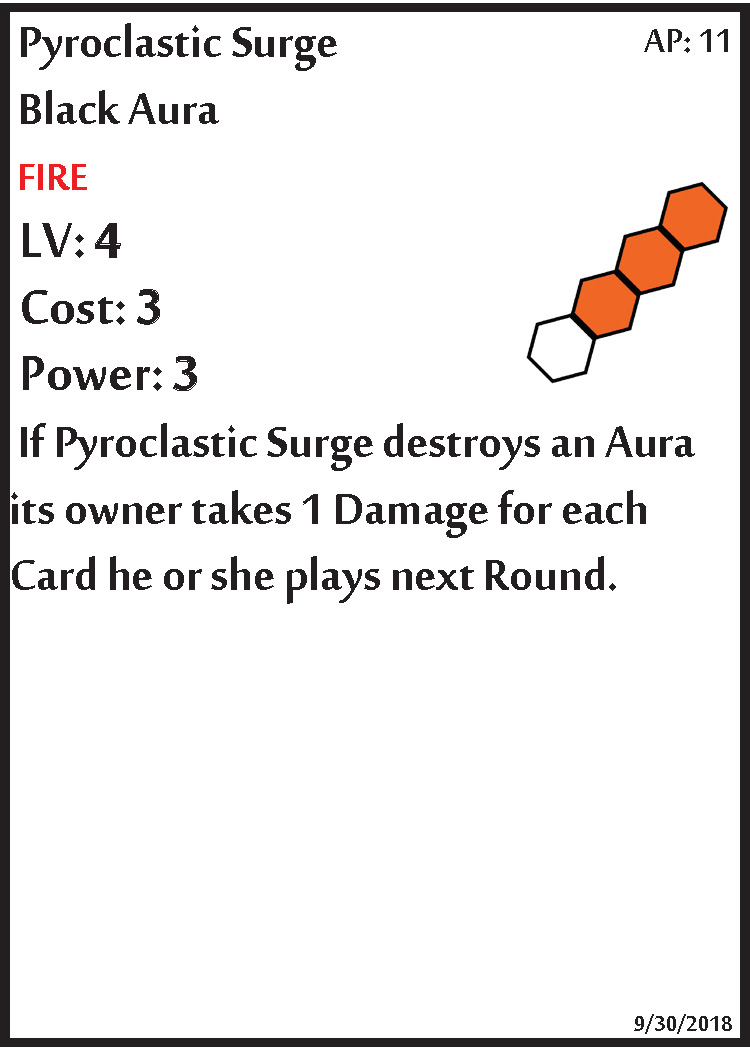 Pyroclastic Surge
AP: 11
Black Aura
FIRE
LV: 4
Cost: 3
Power: 3
If Pyroclastic Surge destroys an Aura
its owner takes 1 Damage for each
Card he or she plays next Round.
9/30/2018